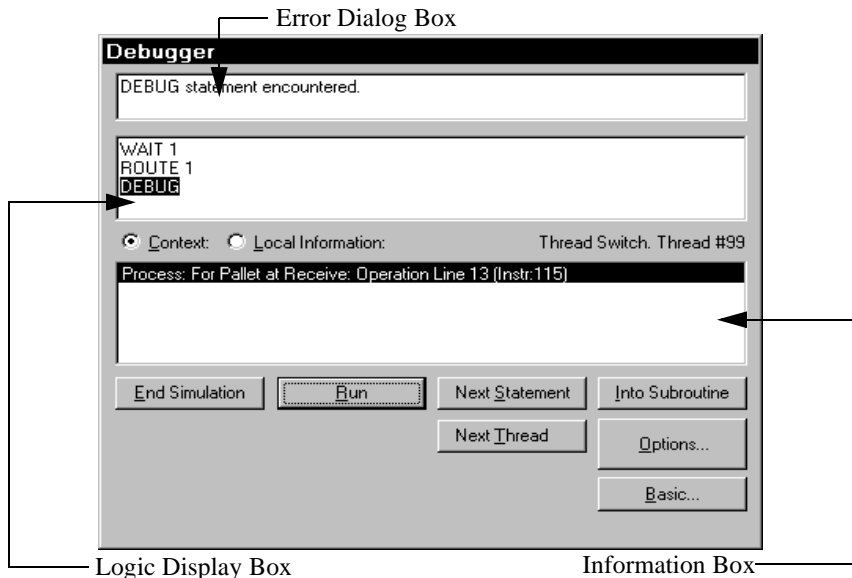 Error Dialog Box
Debugger
DEBUG statement encountered.
WAIT 1
ROUTE 1
DEBUG
Context: Local Information: Thread Switch. Thread #99
Process: For Pallet at Receive: Operation Line 13 (Instr:115)
End Simulation Run Next Statement Into Subroutine
Next Thread Options...
Basic...
Logic Display Box Information Box